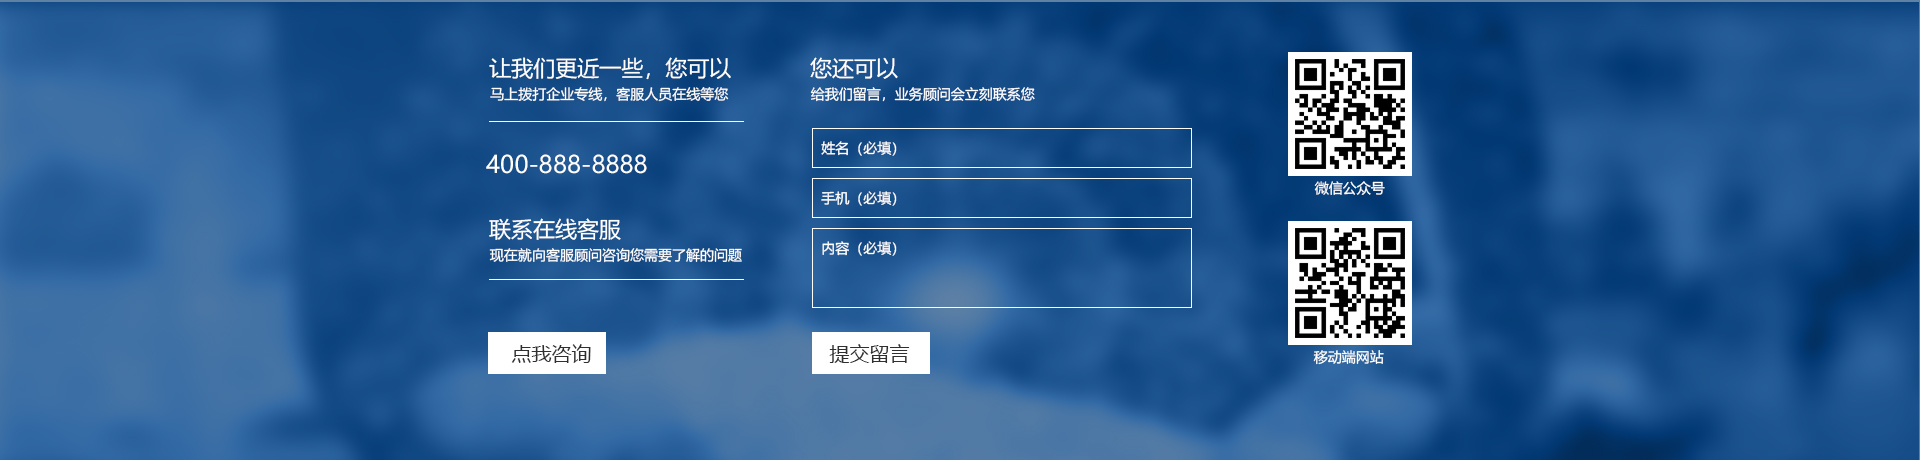 让我们更近一些，您可以
马上拨打企业专线，客服人员在线等您
400-888-8888
联系在线客服
现在就向客服顾问咨询您需要了解的问题
点我咨询
您还可以
给我们留言，业务顾问会立刻联系您
姓名（必填）
手机（必填）
内容（必填）
提交留言
微信公众号
移动端网站